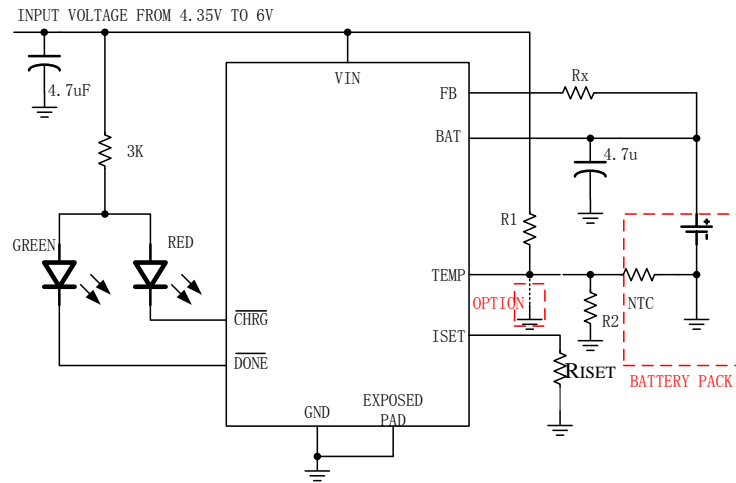 INPUT VOLTAGE FROM 4.35V TO 6V
4.7uF
VIN
FB
Rx
BAT
4.7u
3K
R1
GREEN
RED
+
TEMP
OPTION
NTC
CHRG
R2
ISET
DONE
RISET
BATTERY PACK
GND
EXPOSED
PAD